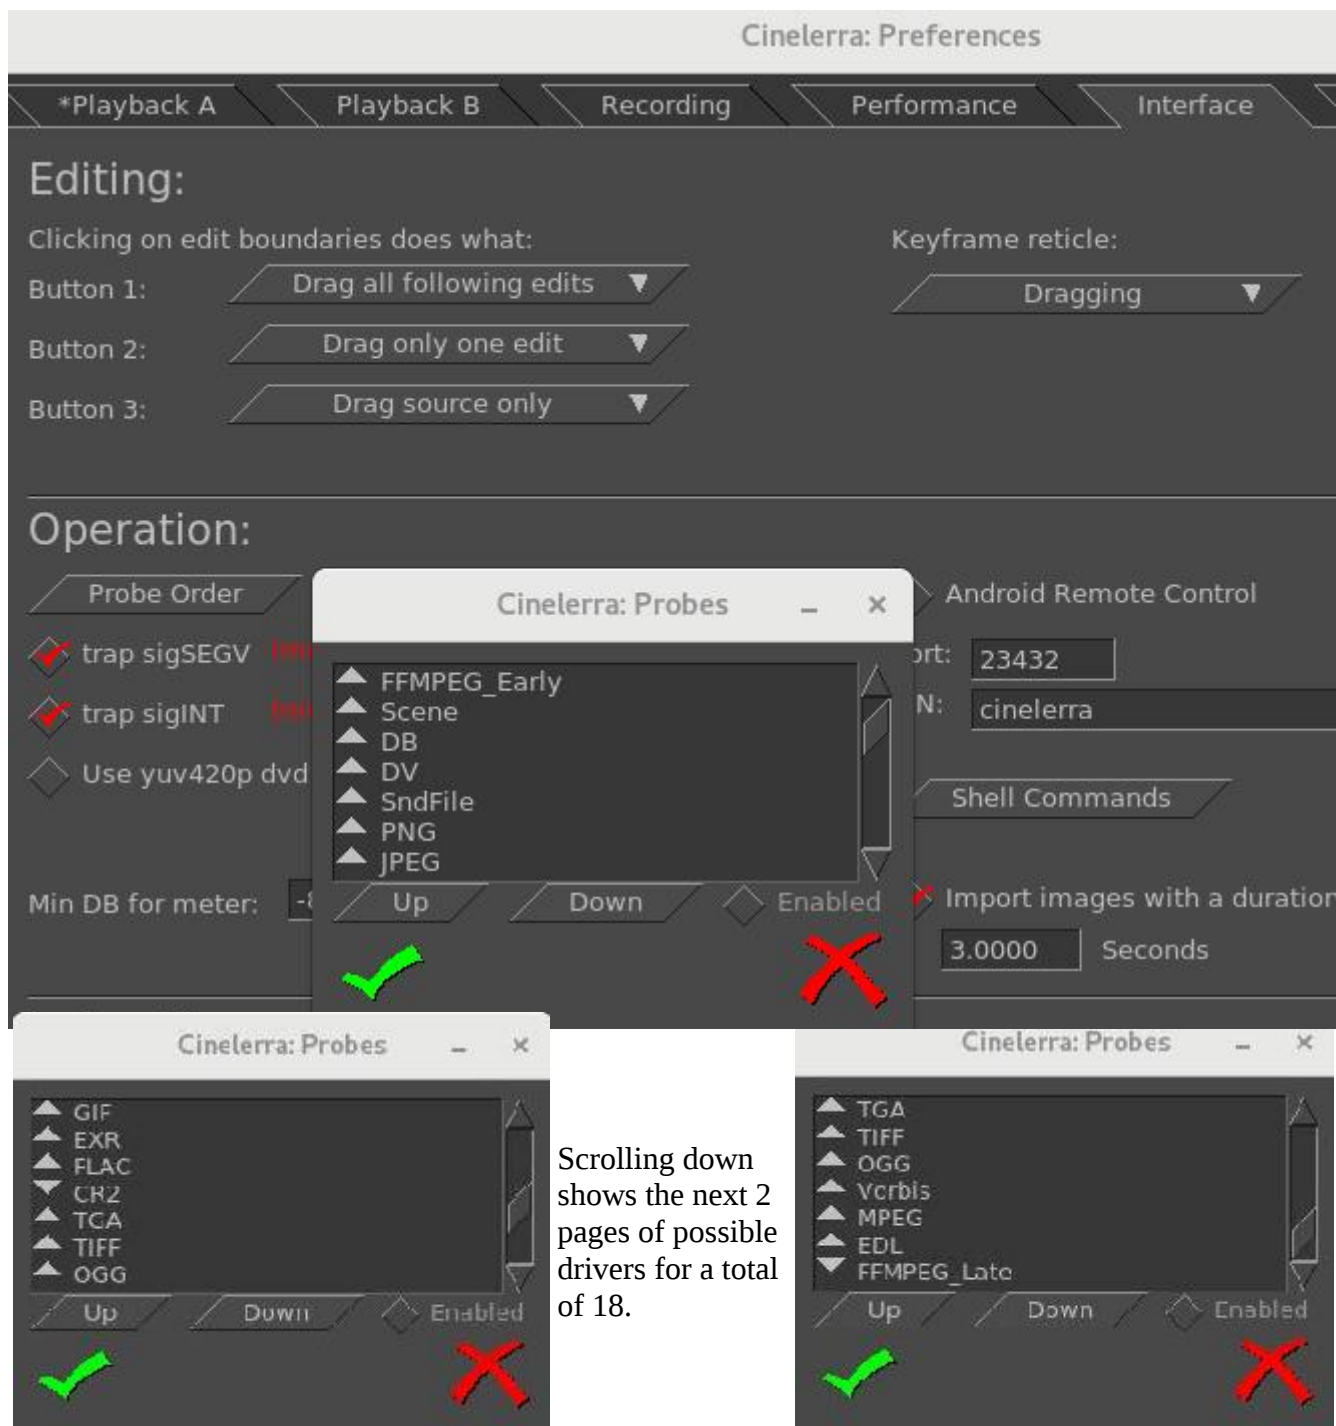 Cinelerra: Preferences
*Playback A Playback B Recording Performance Interface
Editing:
Clicking on edit boundaries does what: Keyframe reticle:
Button 1: Drag all following edits Dragging
Button 2: Drag only one edit
Button 3: Drag source only
Operation:
Probe Order Cinelerra: Probes Android Remote Control
trap sigSEGV
trap sigINT
Use yuv420p dvd
Min DB for meter:
FFMPEG_Early
Scene
DB
DV
SndFile
PNG
JPEG
Up Down Enabled
ort: 23432
N: cinelerra
Shell Commands
Import images with a duration
3.0000 Seconds
Cinelerra: Probes
GIF
EXR
FLAC
CR2
TGA
TIFF
OGG
Up Down Enabled
Scrolling down
shows the next 2
pages of possible
drivers for a total
of 18.
Cinelerra: Probes
TGA
TIFF
OGG
Vorbis
MPEG
EDL
FFMPEG_Late
Up Down Enabled